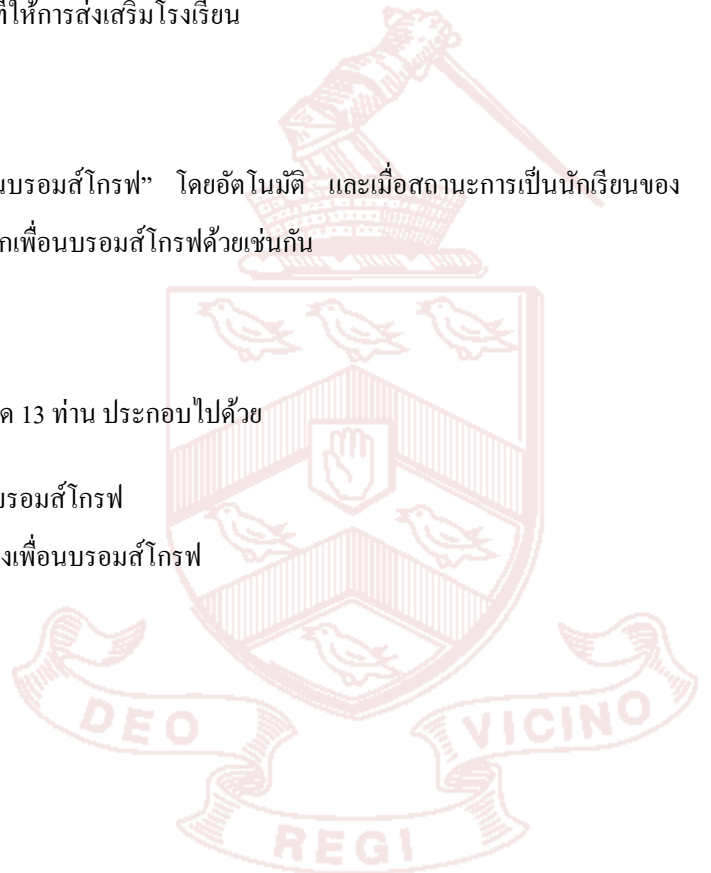 ที่ให้การส่งเสริมโรงเรียน
นบรอมส์โกรฟ” โดยอัตโนมัติ และเมื่อสถานะการเป็นนักเรียนของ
กเพื่อนบรอมส์โกรฟด้วยเช่นกัน
ด 13 ท่าน ประกอบไปด้วย
บรอมส์โกรฟ
งเพื่อนบรอมส์โกรฟ
DEO
VICINO
REGI